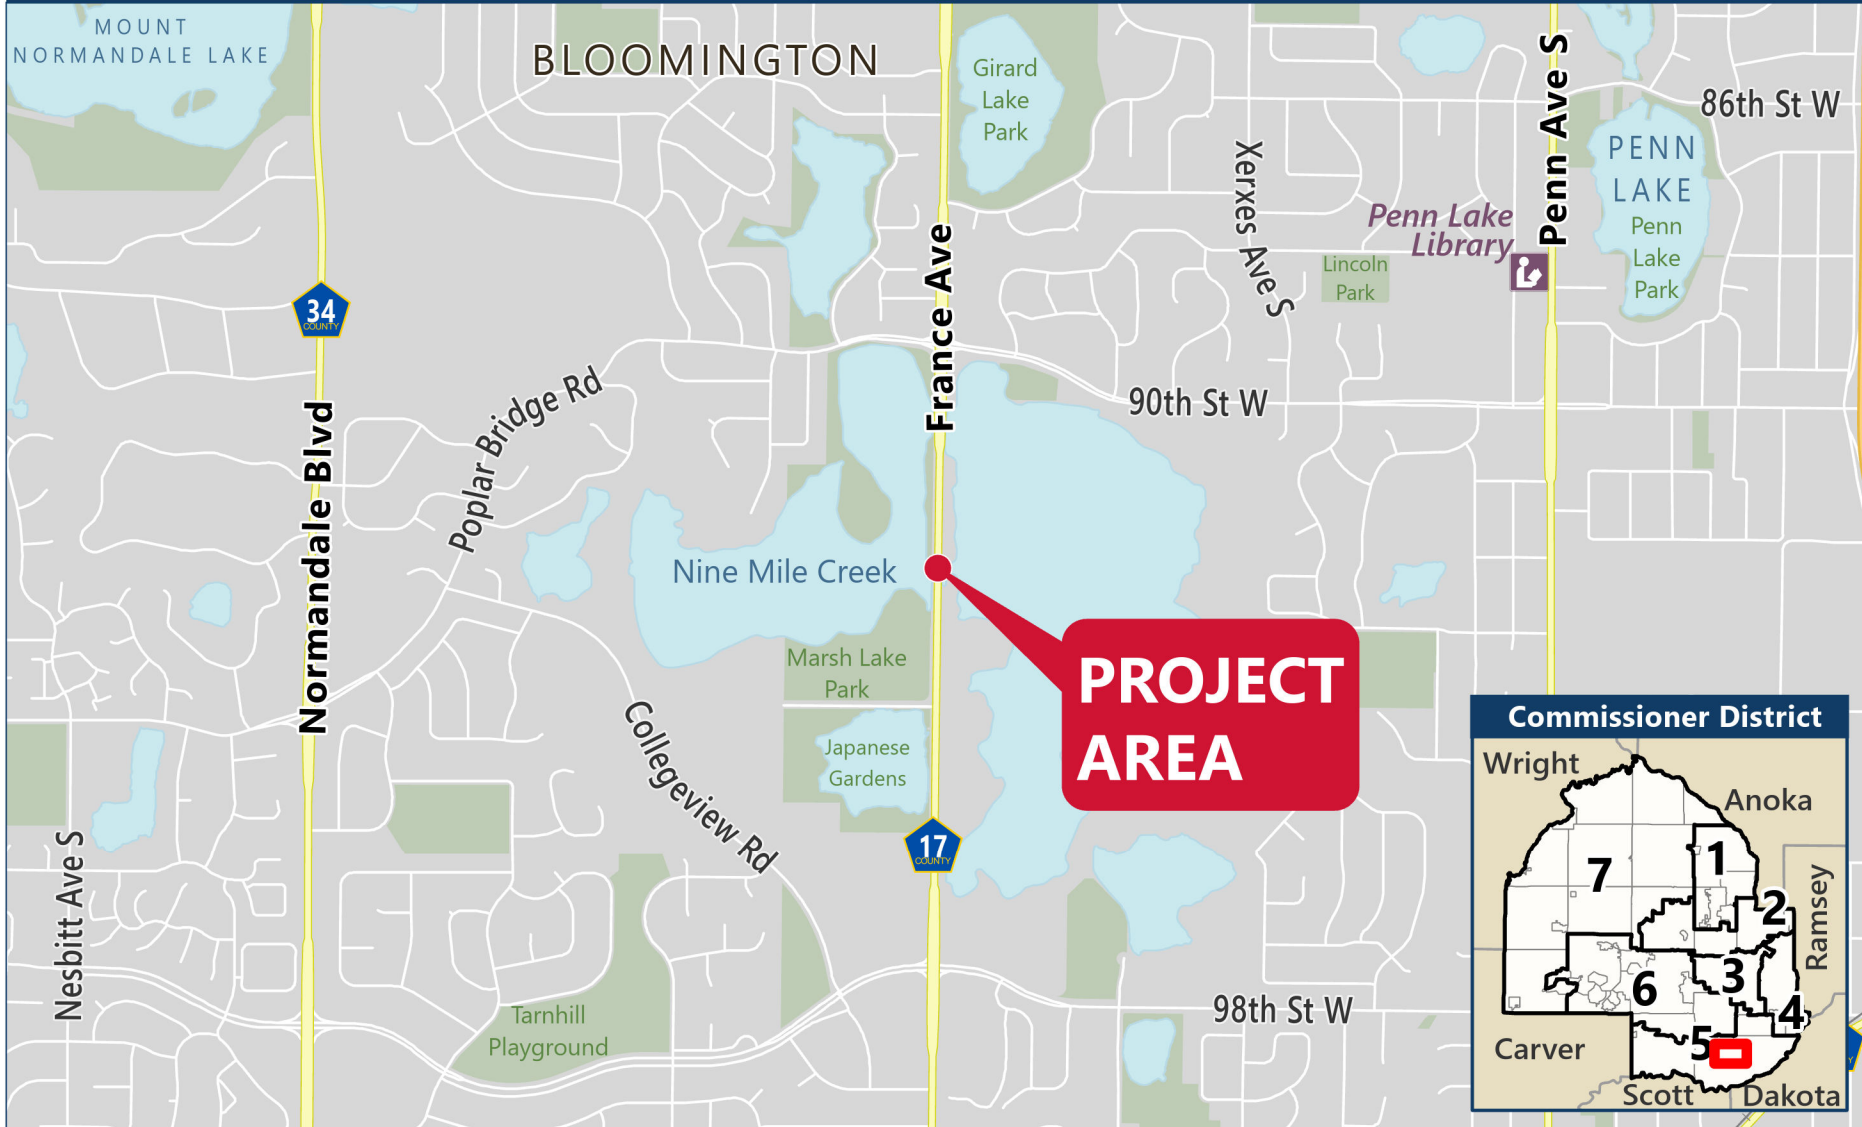 MOUNT
NORMANDALE LAKE
BLOOMINGTON
Girard
Lake
Park
Penn Ave S
86th St W
PENN
LAKE
Penn
Lake
Park
Xerxes Ave S
Penn Lake
Library
Lincoln
Park
France Ave
34
COUNTY
Normandale Blvd
Poplar Bridge Rd
90th St W
Nine Mile Creek
PROJECT
AREA
Marsh Lake
Park
Japanese
Gardens
Collegeview Rd
17
COUNTY
Nesbitt Ave S
Tarnhill
Playground
98th St W
Commissioner District
Wright
Anoka
7
1
2
Ramsey
3
6
4
5
Carver
Scott
Dakota